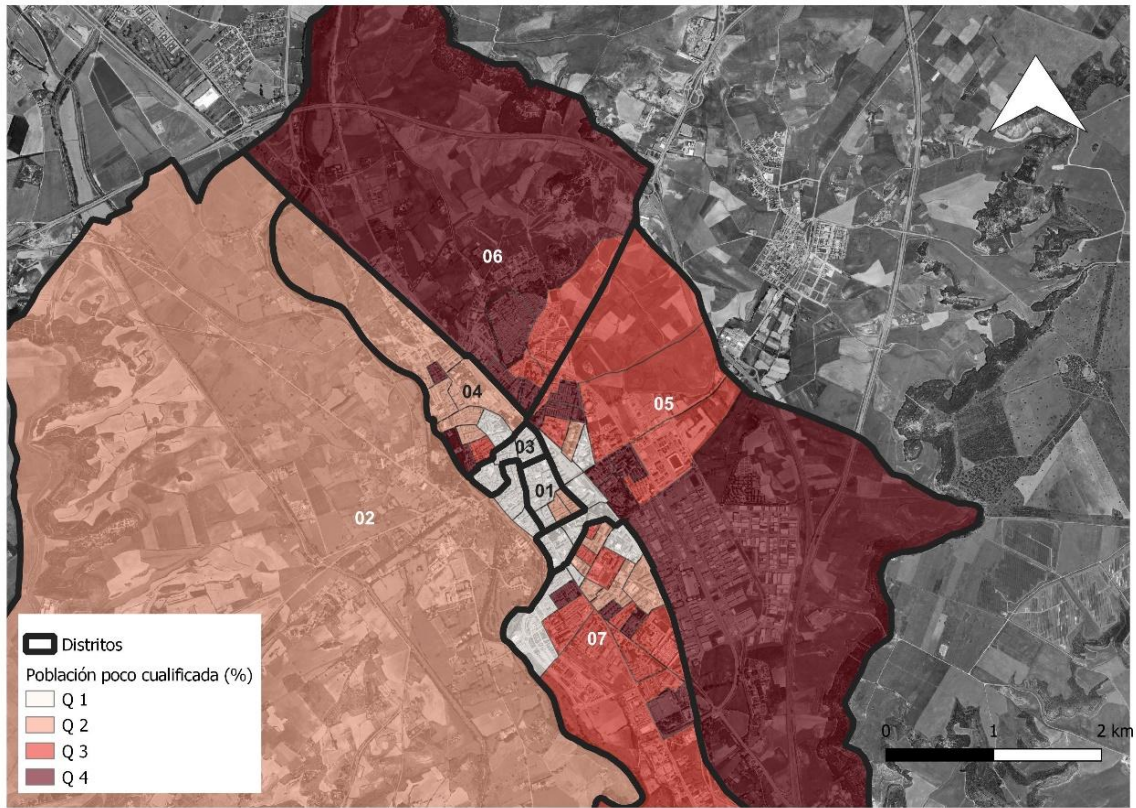 06
04
05
03
01
02
07
Distritos
Población poco cualificada (%)
Q 1
Q 2
Q 3
Q 4
0 1 2 km